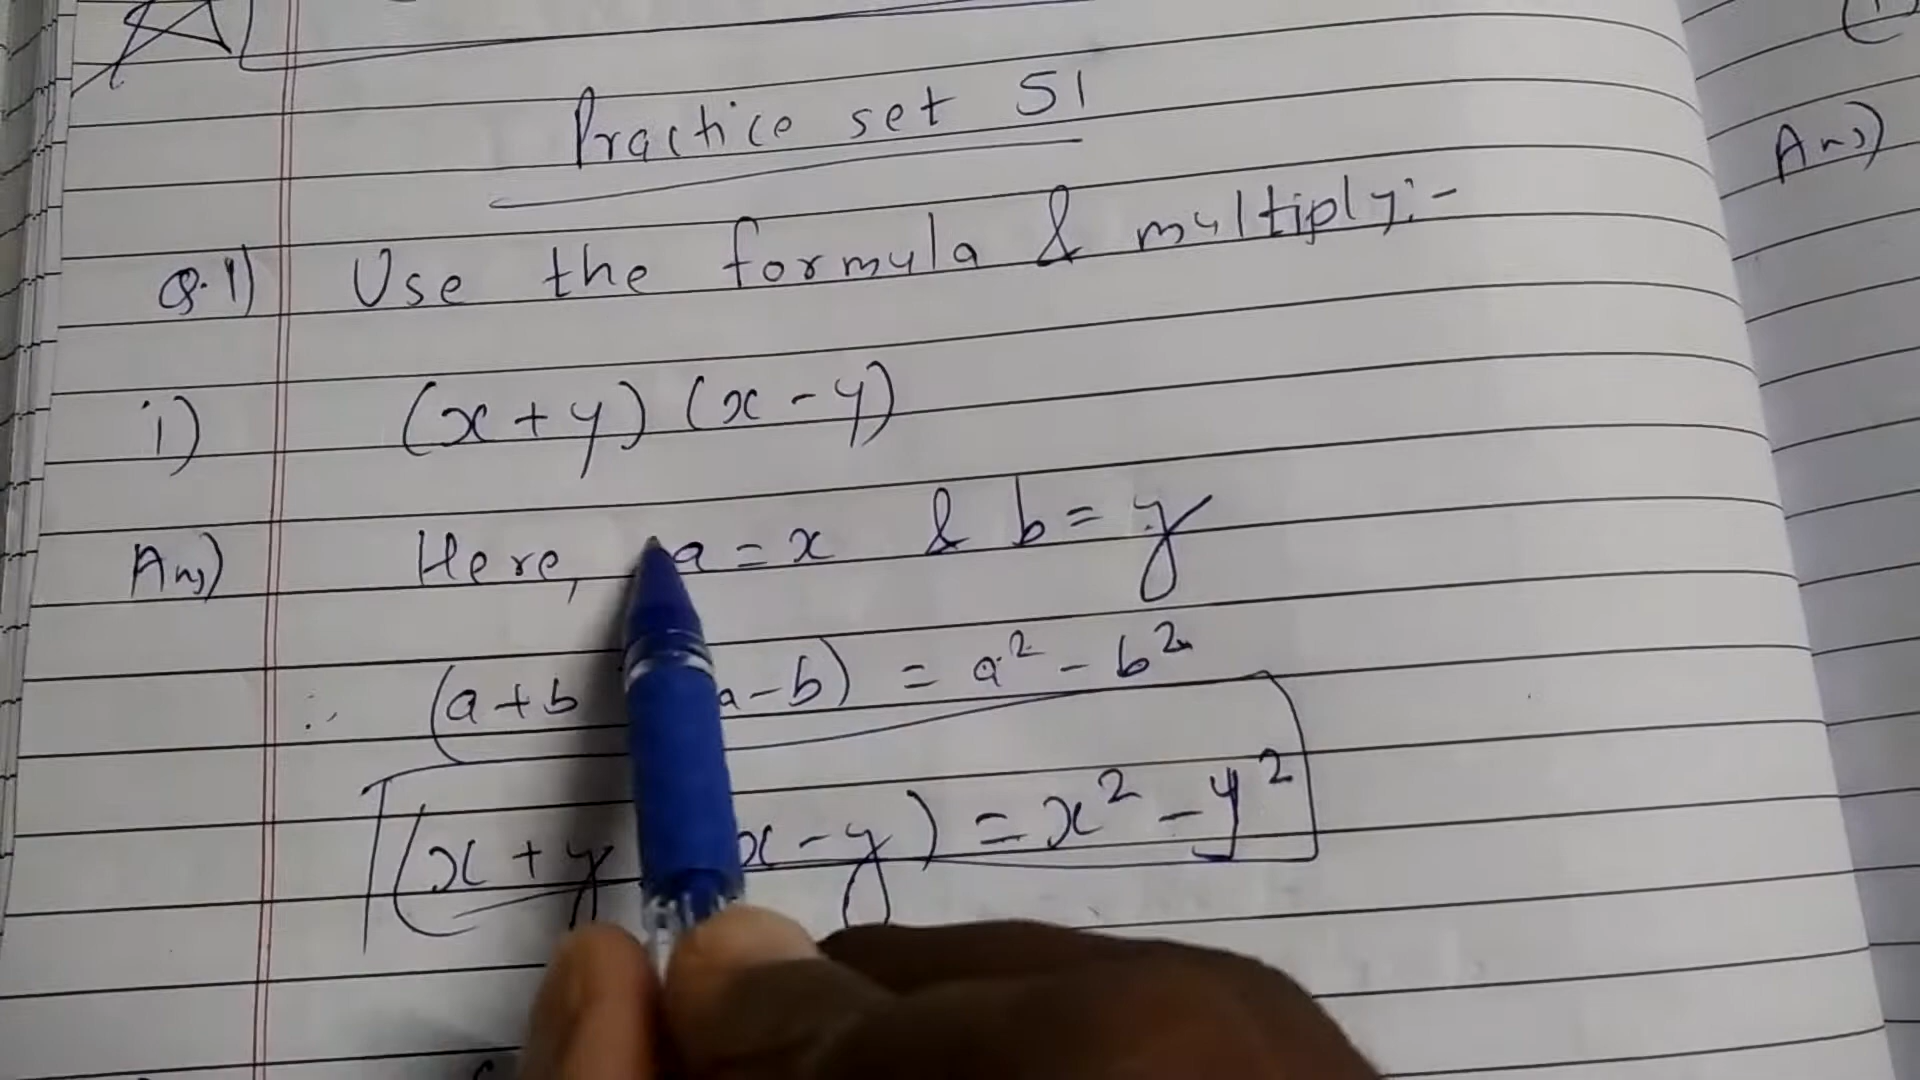 Practice set 51
Q.1) Use the formula & multiply:-
i) (x+y) (x-y)
Ans) Here, a = x & b = y
∴ (a+b a-b) = a² - b²
(x+y x-y) = x² - y²
Ans)